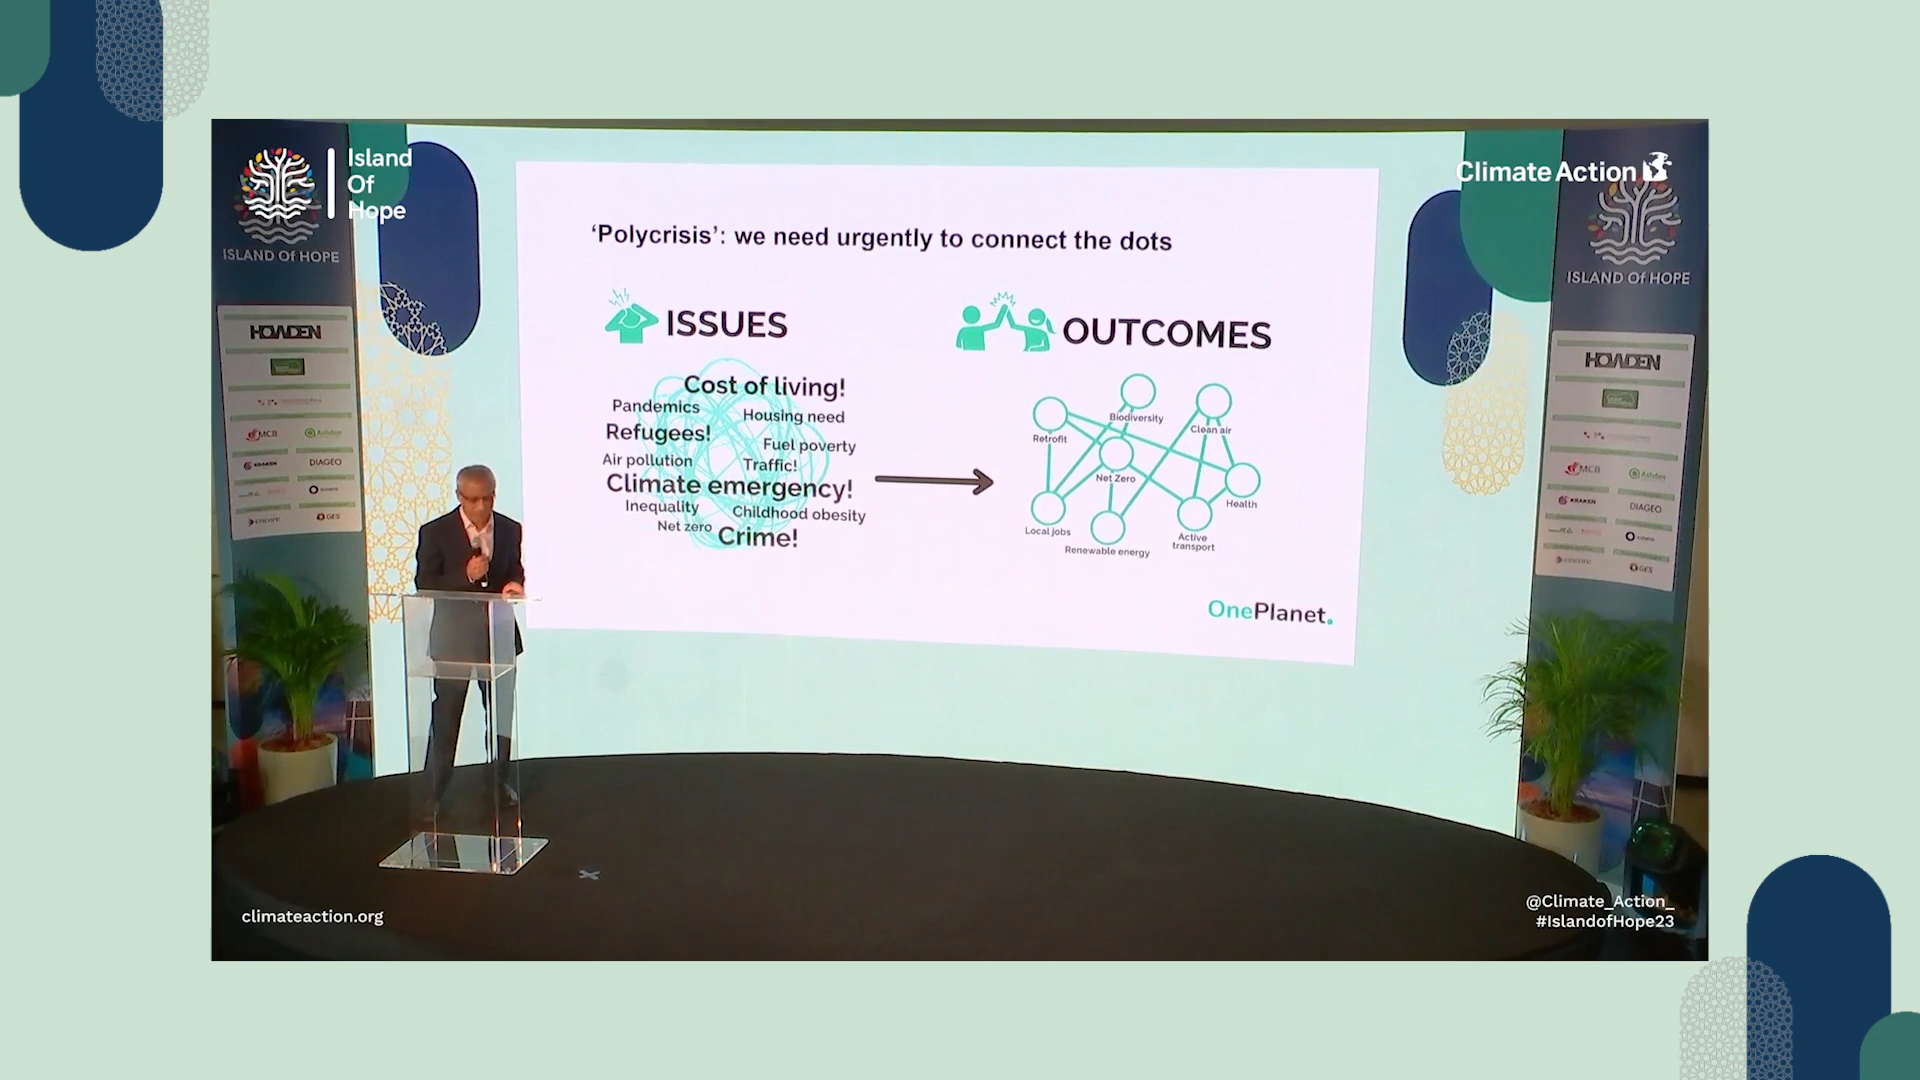 Island
Of
Hope
ISLAND Of HOPE
HOWDEN
MCB
Ashden
KRAKEN
DIAGEO
encore
GES
‘Polycrisis’: we need urgently to connect the dots
ISSUES
Cost of living!
Pandemics
Housing need
Refugees!
Fuel poverty
Air pollution
Traffic!
Climate emergency!
Inequality
Childhood obesity
Net zero
Crime!
OUTCOMES
Biodiversity
Clean air
Retrofit
Net Zero
Health
Local jobs
Renewable energy
Active
transport
OnePlanet.
Climate Action
ISLAND Of HOPE
HOWDEN
MCB
Ashden
KRAKEN
DIAGEO
encore
GES
climateaction.org
@Climate_Action_
#IslandofHope23